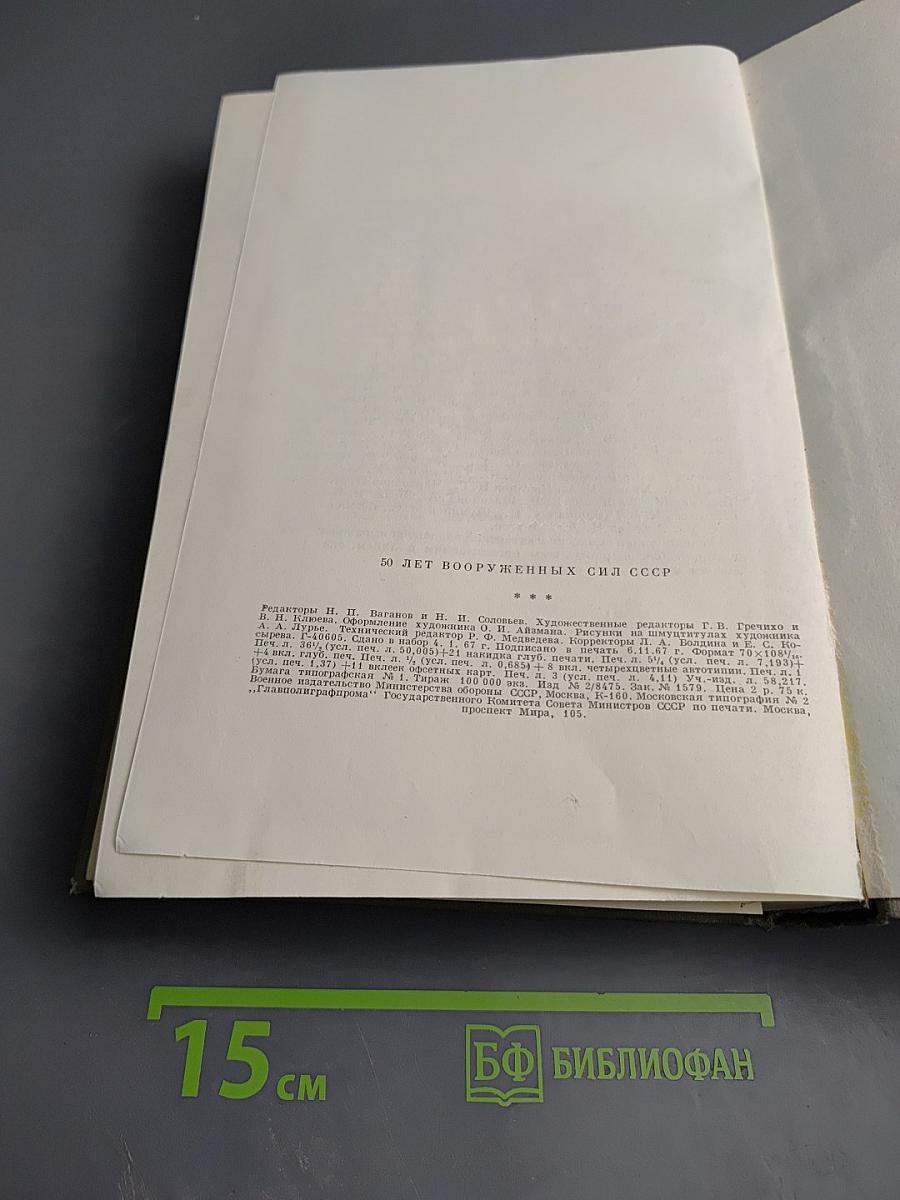 50 ЛЕТ ВООРУЖЕННЫХ СИЛ СССР
* * *
Редакторы Н. П. Ваганов и Н. И. Соловьев. Художественные редакторы Г. В. Гречихо и
В. Н. Клюева. Оформление художника О. И. Айзмана. Рисунки на шмуцтитулах художника
А. А. Лурье. Технический редактор Р. Ф. Медведева. Корректоры Л. А. Болдина и Е. С. Ко-
сырева. Г-40605. Сдано в набор 4. 1. 67 г. Подписано в печать 6.11.67 г. Формат 70×108¹/₁₆.
Печ. л. 36¹/₂ (усл. печ. л. 50,005)+21 накидка глуб. печати. Печ. л. 5¹/₄ (усл. печ. л. 7,193)+
+4 вкл. глуб. печ. Печ. л. ¹/₂ (усл. печ. л. 0,685) + 8 вкл. четырехцветные автотипии. Печ. л. 1
(усл. печ. 1,37) +11 вклеек офсетных карт. Печ. л. 3 (усл. печ. л. 4,11) Уч.-изд. л. 58,217.
Бумага типографская № 1. Тираж 100 000 экз. Изд № 2/8475. Зак. № 1579. Цена 2 р. 75 к.
Военное издательство Министерства обороны СССР, Москва, К-160. Московская типография № 2
„Главполиграфпрома" Государственного Комитета Совета Министров СССР по печати. Москва,
проспект Мира, 105.
15 см
БФ БИБЛИОФАН